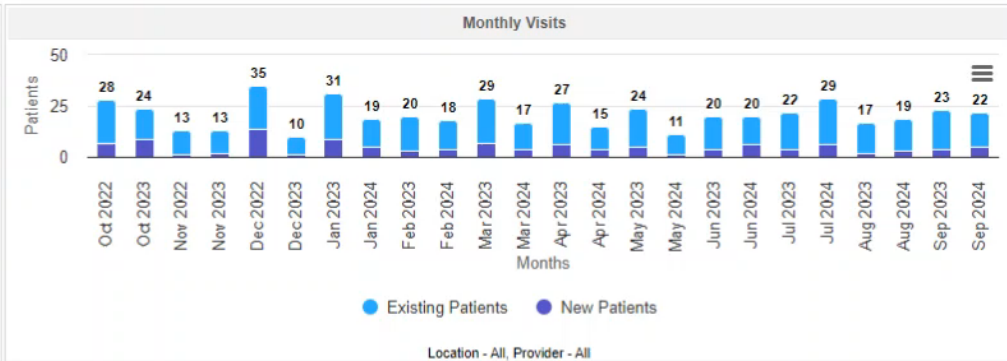 Monthly Visits
50
25
0
Patients
28
24
13
13
35
10
31
19
20
18
29
17
27
15
24
11
20
20
22
29
17
19
23
22
Oct 2022
Oct 2023
Nov 2022
Nov 2023
Dec 2022
Dec 2023
Jan 2023
Jan 2024
Feb 2023
Feb 2024
Mar 2023
Mar 2024
Apr 2023
Apr 2024
May 2023
May 2024
Jun 2023
Jun 2024
Jul 2023
Jul 2024
Aug 2023
Aug 2024
Sep 2023
Sep 2024
Months
Existing Patients
New Patients
Location - All, Provider - All